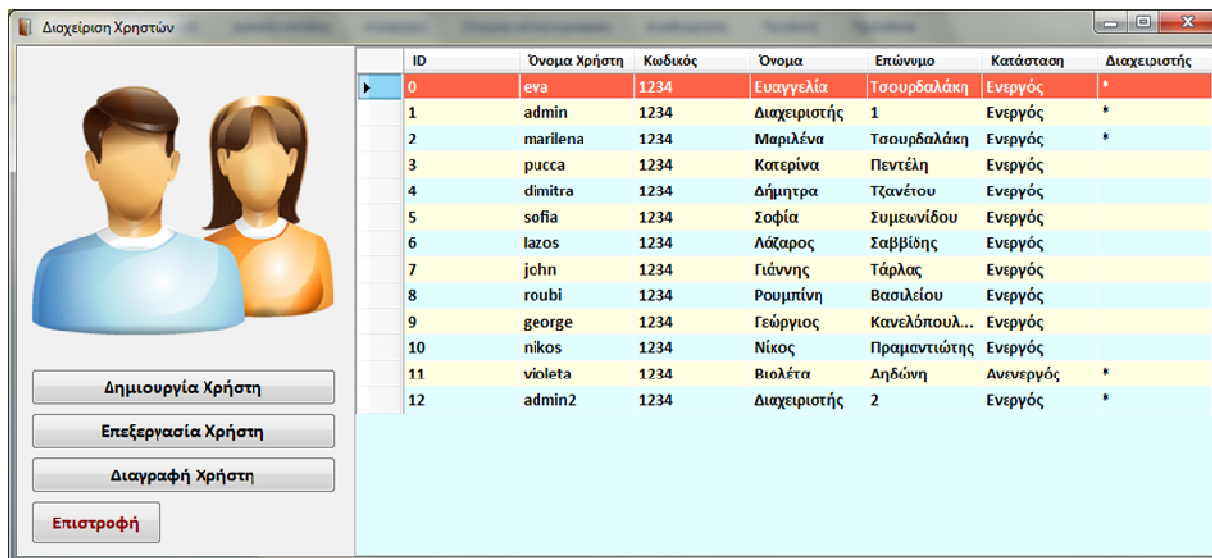 Διαχείριση Χρηστών
ID Όνομα Χρήστη Κωδικός Όνομα Επώνυμο Κατάσταση Διαχειριστής
0 eva 1234 Ευαγγελία Τσουρδαλάκη Ενεργός *
1 admin 1234 Διαχειριστής 1 Ενεργός *
2 marilena 1234 Μαριλένα Τσουρδαλάκη Ενεργός *
3 pucca 1234 Κατερίνα Πεντέλη Ενεργός
4 dimitra 1234 Δήμητρα Τζανέτου Ενεργός
5 sofia 1234 Σοφία Συμεωνίδου Ενεργός
6 lazos 1234 Λάζαρος Σαββίδης Ενεργός
7 john 1234 Γιάννης Τάρλας Ενεργός
8 roubi 1234 Ρουμπίνη Βασιλείου Ενεργός
9 george 1234 Γεώργιος Κανελόπουλ... Ενεργός
10 nikos 1234 Νίκος Πραμαντιώτης Ενεργός
11 violeta 1234 Βιολέτα Αηδώνη Ανενεργός *
12 admin2 1234 Διαχειριστής 2 Ενεργός *
Δημιουργία Χρήστη
Επεξεργασία Χρήστη
Διαγραφή Χρήστη
Επιστροφή